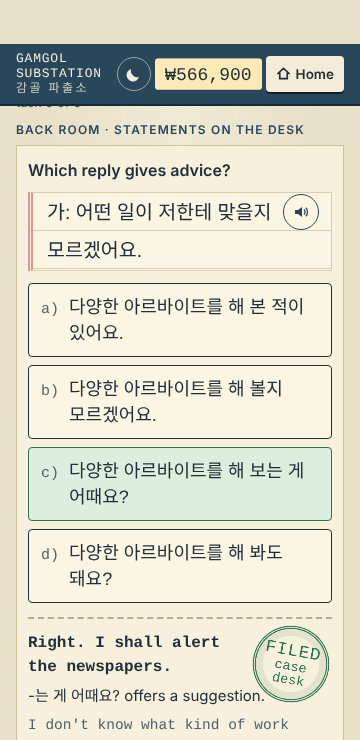 GAMGOL
SUBSTATION
감골 파출소
₩566,900
Home
BACK ROOM · STATEMENTS ON THE DESK
Which reply gives advice?
가: 어떤 일이 저한테 맞을지
모르겠어요.
a) 다양한 아르바이트를 해 본 적이
있어요.
b) 다양한 아르바이트를 해 볼지
모르겠어요.
c) 다양한 아르바이트를 해 보는 게
어때요?
d) 다양한 아르바이트를 해 봐도
돼요?
Right. I shall alert
the newspapers.
FILED
case
desk
-는 게 어때요? offers a suggestion.
I don't know what kind of work